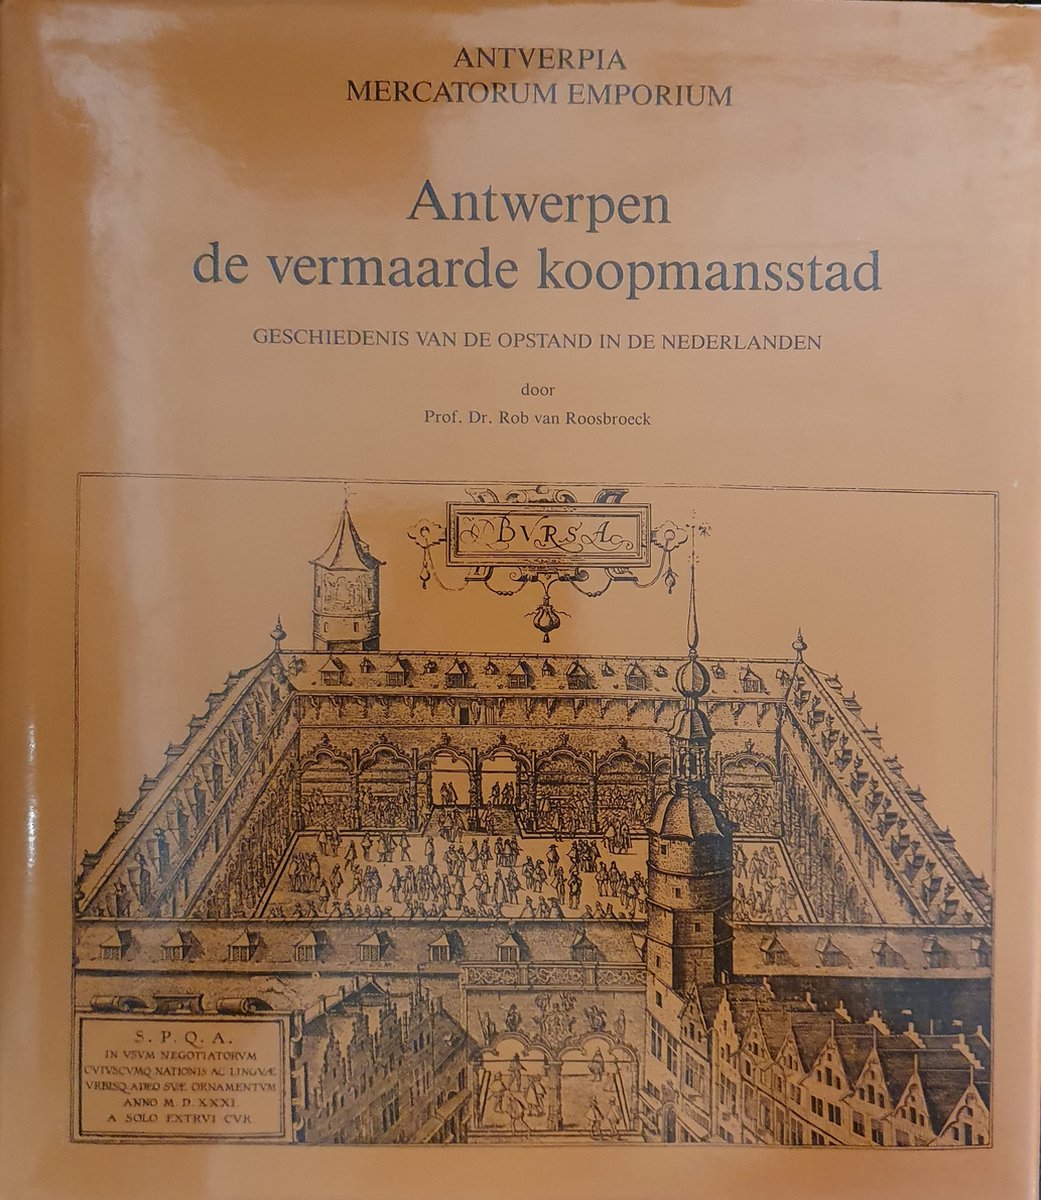 ANTVERPIA
MERCATORUM EMPORIUM
Antwerpen
de vermaarde koopmansstad
GESCHIEDENIS VAN DE OPSTAND IN DE NEDERLANDEN
door
Prof. Dr. Rob van Roosbroeck
BVRSA
S. P. Q. A.
IN VSVM NEGOTIATORVM
CVIVSCVMQ NATIONIS AC LINGVÆ
VRBISQ ADEO SVÆ ORNAMENTVM
ANNO M. D. XXXI.
A SOLO EXTRVI CVR.